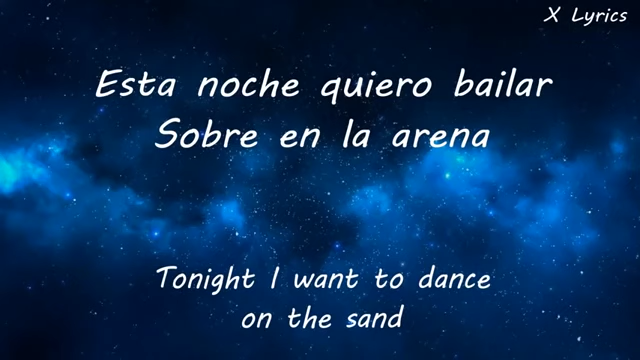 X Lyrics
Esta noche quiero bailar
Sobre en la arena
Tonight I want to dance
on the sand